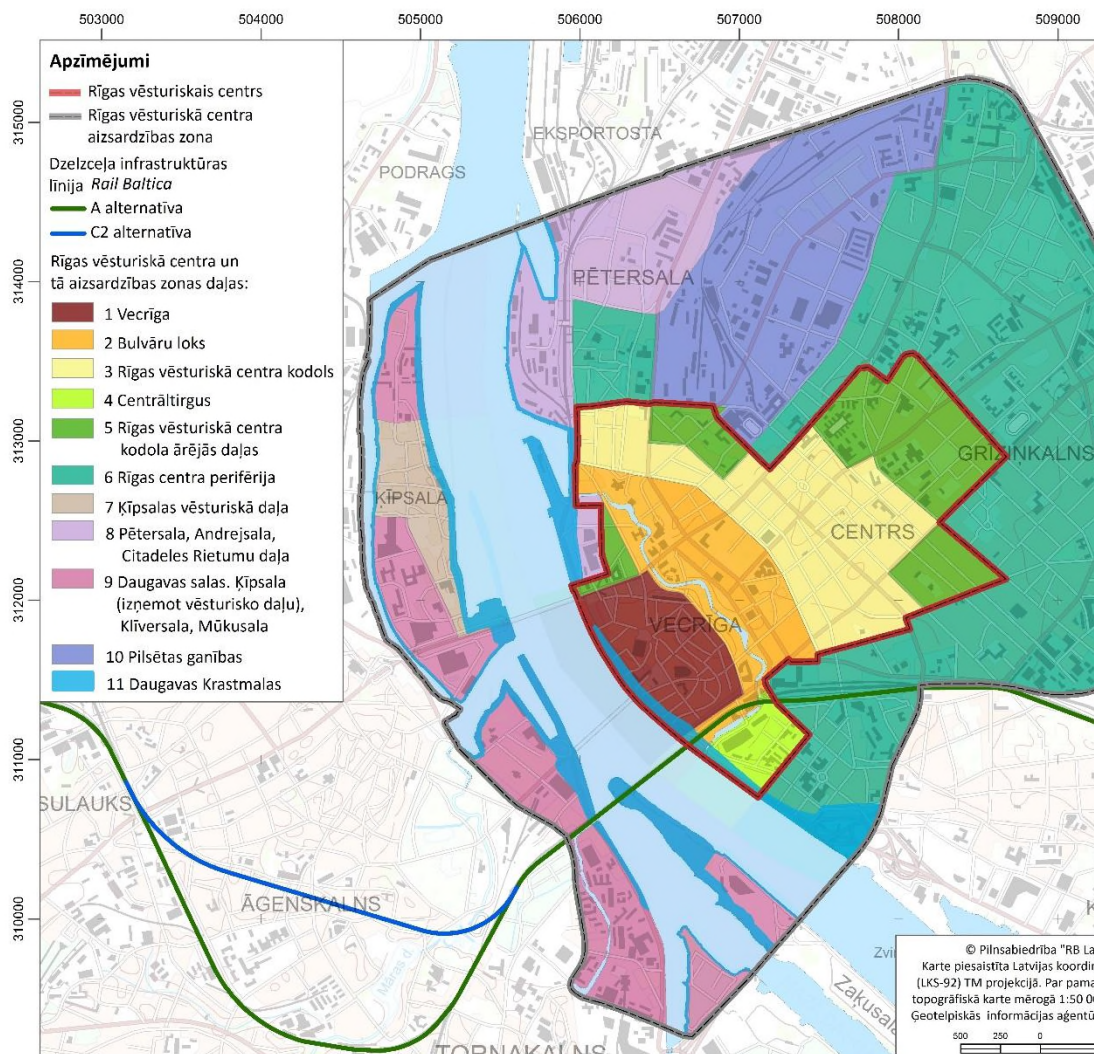 503000 504000 505000 506000 507000 508000 509000
315000
314000
313000
312000
311000
310000
Apzīmējumi
Rīgas vēsturiskais centrs
Rīgas vēsturiskā centra
aizsardzības zona
Dzelzceļa infrastruktūras
līnija Rail Baltica
A alternatīva
C2 alternatīva
Rīgas vēsturiskā centra un
tā aizsardzības zonas daļas:
1 Vecrīga
2 Bulvāru loks
3 Rīgas vēsturiskā centra kodols
4 Centrāltirgus
5 Rīgas vēsturiskā centra
kodola ārējās daļas
6 Rīgas centra perifērija
7 Ķīpsalas vēsturiskā daļa
8 Pētersala, Andrejsala,
Citadeles Rietumu daļa
9 Daugavas salas. Ķīpsala
(izņemot vēsturisko daļu),
Klīversala, Mūkusala
10 Pilsētas ganības
11 Daugavas Krastmalas
EKSPORTOSTA
PODRAGS
PĒTERSALA
GRĪZIŅKALNS
ĶĪPSALA
CENTRS
VECRĪGA
SULAUKS
ĀGENSKALNS
Māras d.
TORŅAKALNS
Zaķusala
© Pilnsabiedrība "RB La
Karte piesaistīta Latvijas koordin
(LKS-92) TM projekcijā. Par pama
topogrāfiskā karte mērogā 1:50 00
Ģeotelpiskās informācijas aģentū
500 250 0